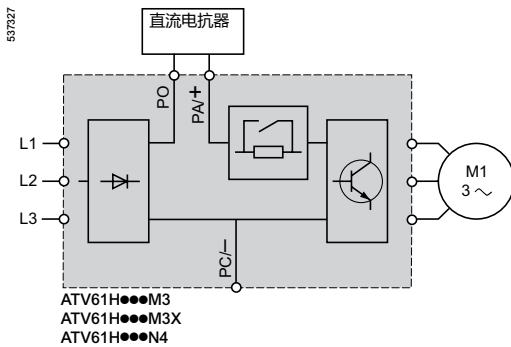 537327
直流电抗器
PO
PA/+
L1
L2
L3
M1
3 ~
PC/–
ATV61H●●●M3
ATV61H●●●M3X
ATV61H●●●N4